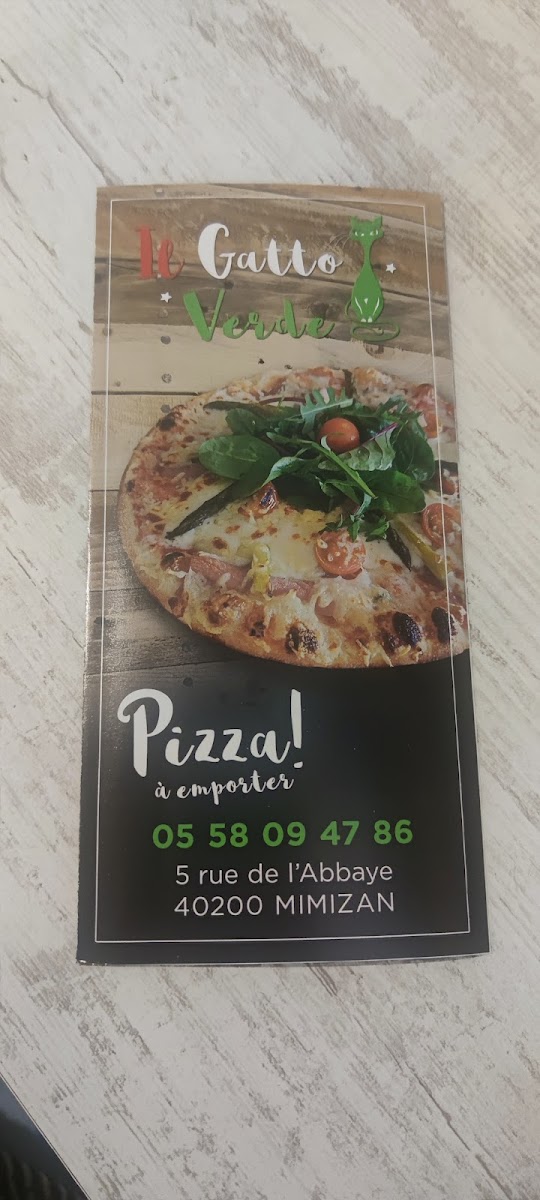 Il Gatto
Verde
Pizza!
à emporter
05 58 09 47 86
5 rue de l'Abbaye
40200 MIMIZAN